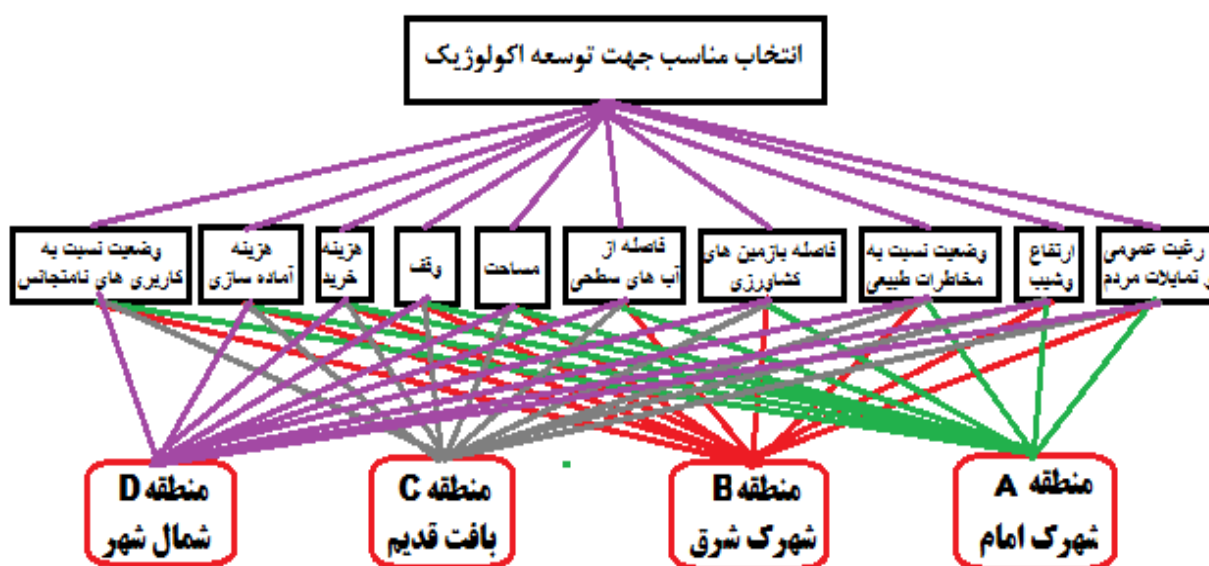 انتخاب مناسب جهت توسعه اکولوژیک
رغبت عمومی
و تمایلات مردم
ارتفاع
وشیب
وضعیت نسبت به
مخاطرات طبیعی
فاصله بازمین های
کشاورزی
فاصله از
آب های سطحی
مساحت
وقف
هزینه
خرید
هزینه
آماده سازی
وضعیت نسبت به
کاربری های نامتجانس
منطقه A
شهرک امام
منطقه B
شهرک شرق
منطقه C
بافت قدیم
منطقه D
شمال شهر